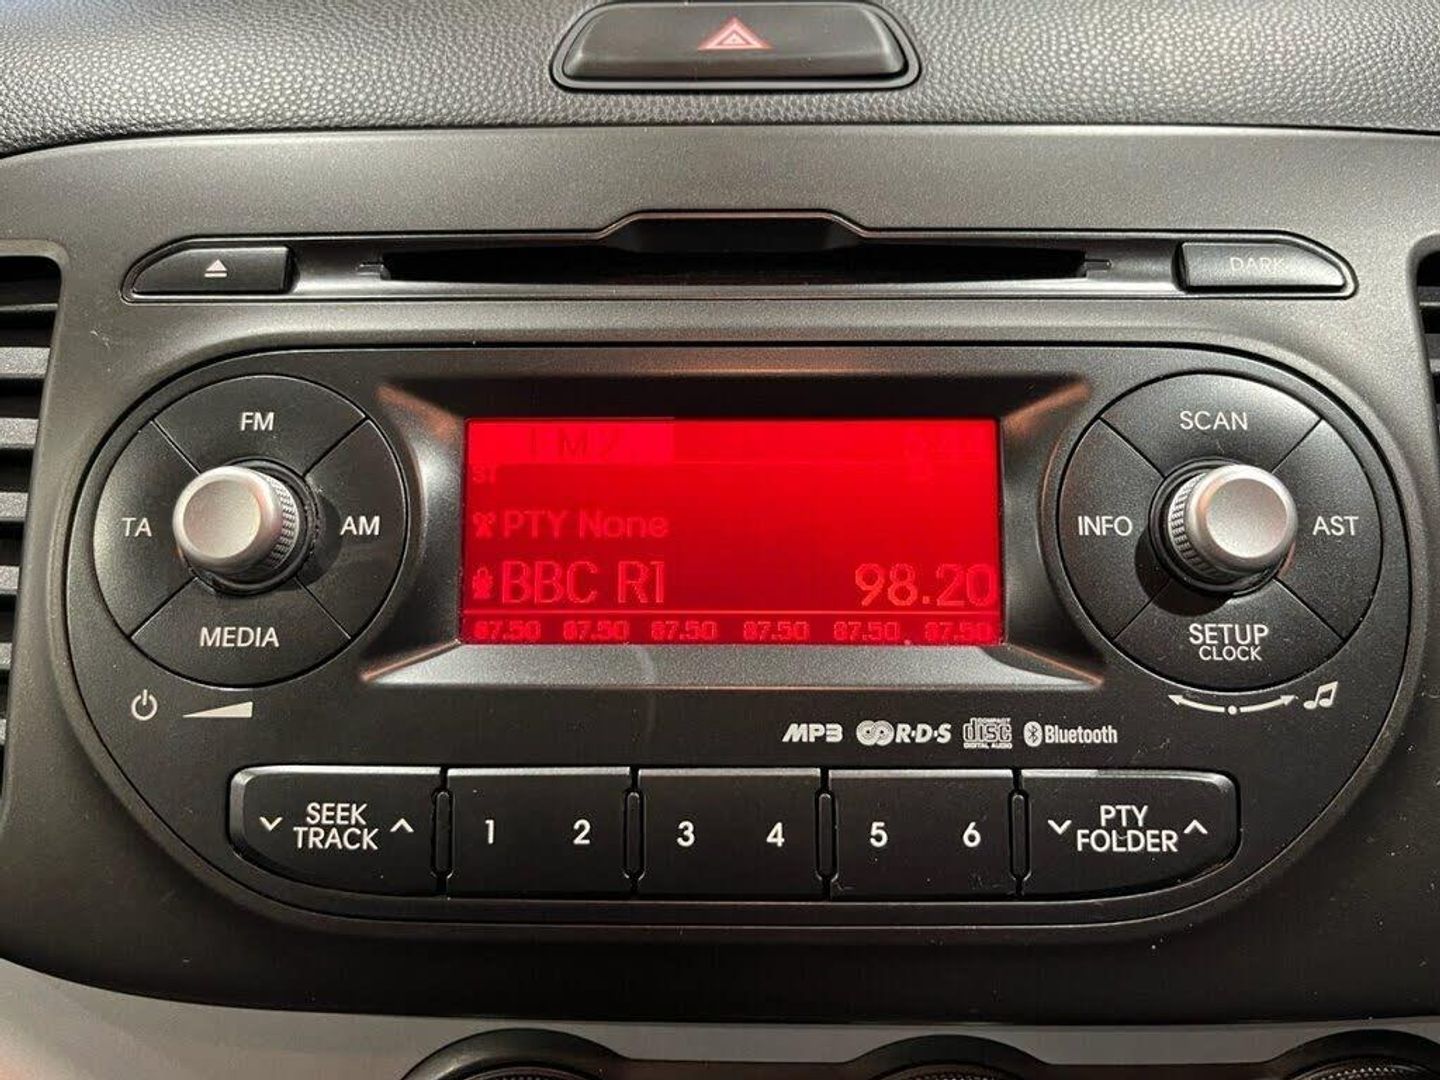 DARK
FM
TA
AM
MEDIA
ST
PTY None
BBC R1 98.20
87.50 87.50 87.50 87.50 87.50 87.50
SCAN
INFO
AST
SETUP
CLOCK
MP3 R·D·S COMPACT disc DIGITAL AUDIO Bluetooth
SEEK
TRACK
1 2 3 4 5 6
PTY
FOLDER